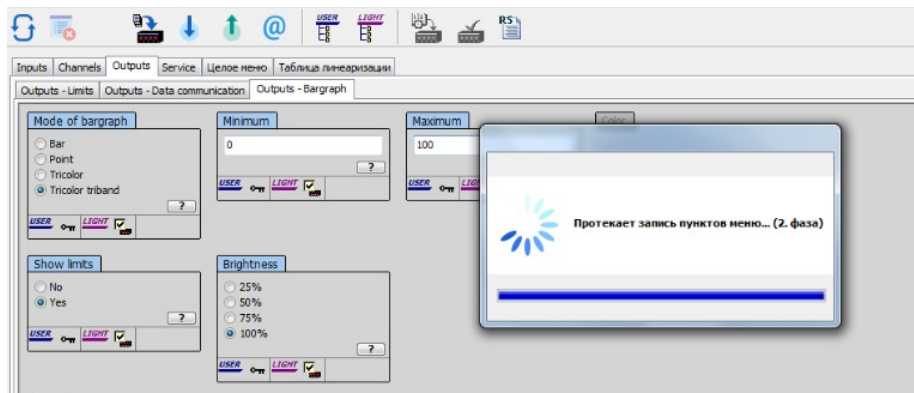 USER LIGHT
RS
Inputs Channels Outputs Service Целое меню Таблица линеаризации
Outputs - Limits Outputs - Data communication Outputs - Bargraph
Mode of bargraph
Bar
Point
Tricolor
Tricolor triband
?
USER LIGHT
Minimum
0
?
USER LIGHT
Maximum
100
USER LIG
Color
Протекает запись пунктов меню... (2. фаза)
Show limits
No
Yes
?
USER LIGHT
Brightness
25%
50%
75%
100%
?
USER LIGHT